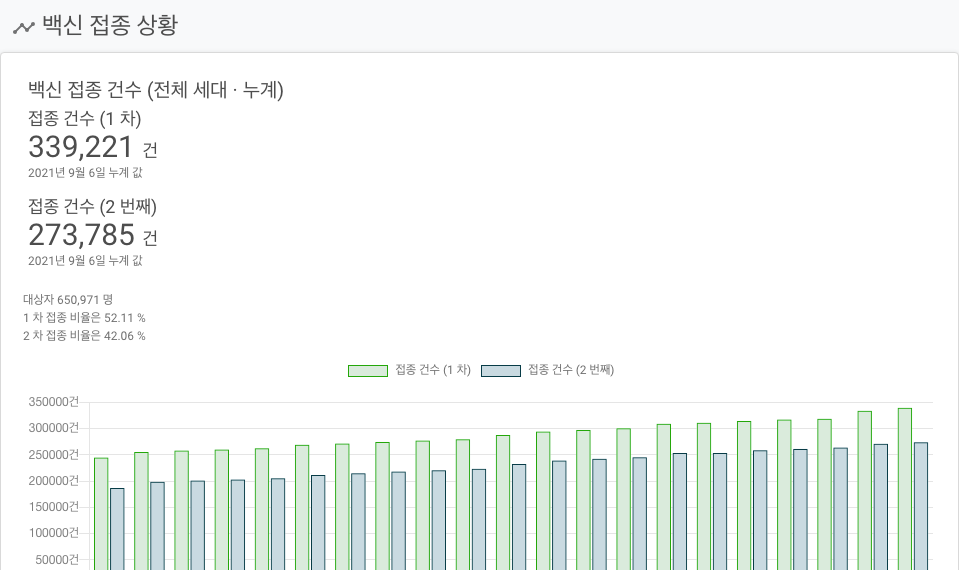 백신 접종 상황
백신 접종 건수 (전체 세대 · 누계)
접종 건수 (1 차)
339,221 건
2021년 9월 6일 누계 값
접종 건수 (2 번째)
273,785 건
2021년 9월 6일 누계 값
대상자 650,971 명
1 차 접종 비율은 52.11 %
2 차 접종 비율은 42.06 %
접종 건수 (1 차) 접종 건수 (2 번째)
350000건
300000건
250000건
200000건
150000건
100000건
50000건